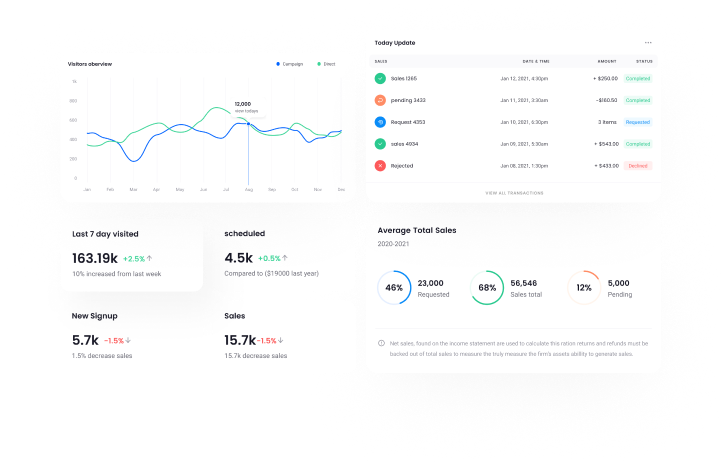 Visitors oberview
Campaign
Direct
1k
800
600
400
200
0
12,000
view todays
Jan
Feb
Mar
Apr
May
Jun
Jul
Aug
Sep
Oct
Nov
Dec
Today Update
SALES DATE & TIME AMOUNT STATUS
Sales 1265 Jan 12, 2021, 4:30pm + $250.00 Completed
pending 3433 Jan 11, 2021, 3:30am -$160.50
Request 4353 Jan 10, 2021, 6:30pm 3 Items Requested
sales 4934 Jan 09, 2021, 5:30am + $543.00 Completed
Rejected Jan 08, 2021, 1:30pm + $433.00 Declined
VIEW ALL TRANSACTIONS
Last 7 day visited
163.19k +2.5%
10% increased from last week
scheduled
4.5k +0.5%
Compared to ($19000 last year)
New Signup
5.7k -1.5%
1.5% decrease sales
Sales
15.7k -1.5%
15.7k decrease sales
Average Total Sales
2020-2021
46%
23,000
Requested
68%
56,546
Sales total
12%
5,000
Pending
Net sales, found on the income statement are used to calculate this ration returns and refunds must be
backed out of total sales to measure the truly measure the firm's assets ability to generate sales.